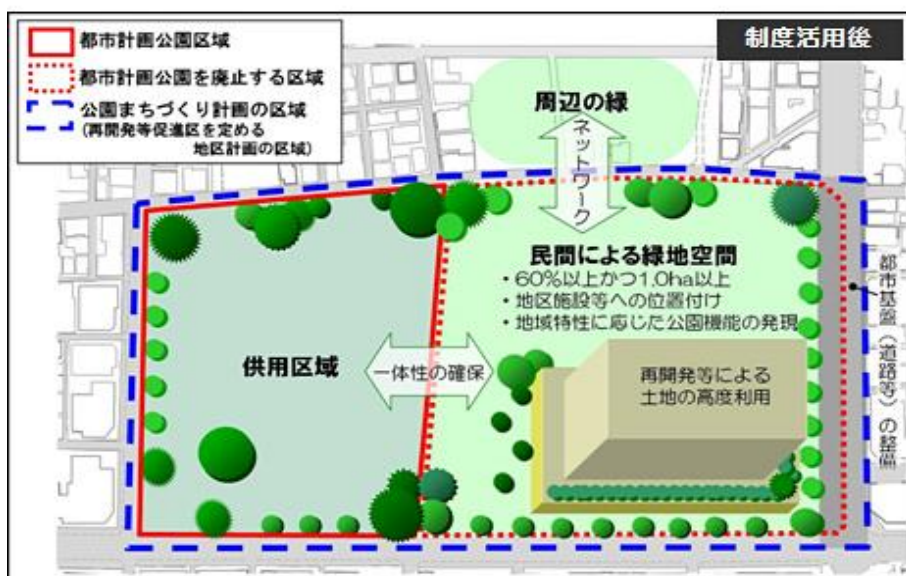 制度活用後
都市計画公園区域
都市計画公園を廃止する区域
公園まちづくり計画の区域
(再開発等促進区を定める
地区計画の区域)
周辺の緑
ネットワーク
民間による緑地空間
・60%以上かつ1.0ha以上
・地区施設等への位置付け
・地域特性に応じた公園機能の発現
供用区域
一体性の確保
再開発等による
土地の高度利用
都市基盤(道路等)の整備